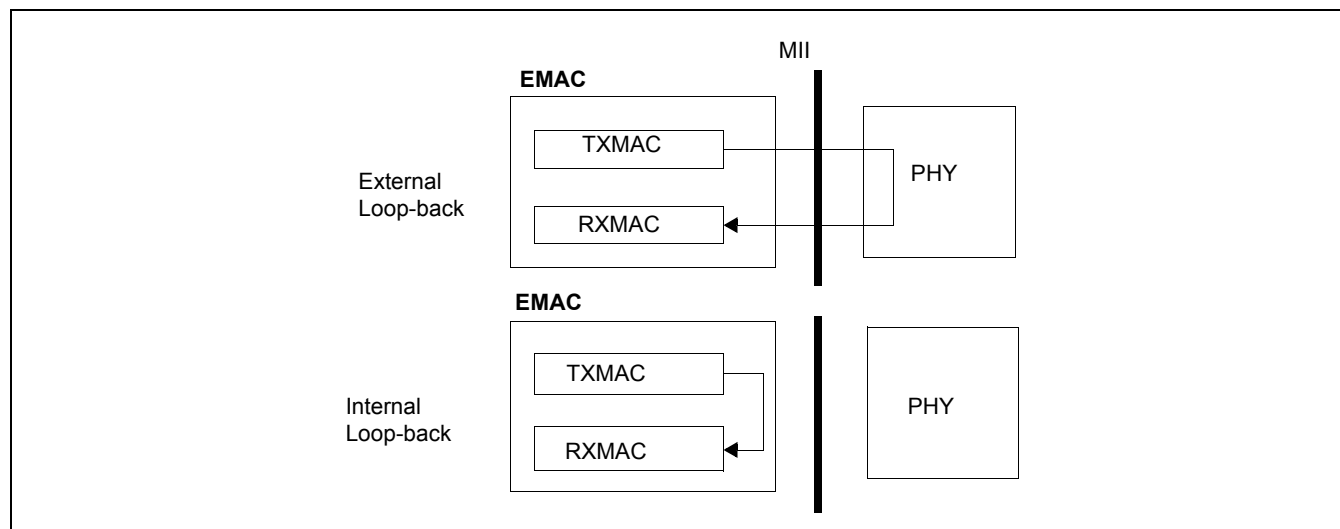 MII
EMAC
TXMAC
External
Loop-back
PHY
RXMAC
EMAC
TXMAC
Internal
Loop-back
PHY
RXMAC